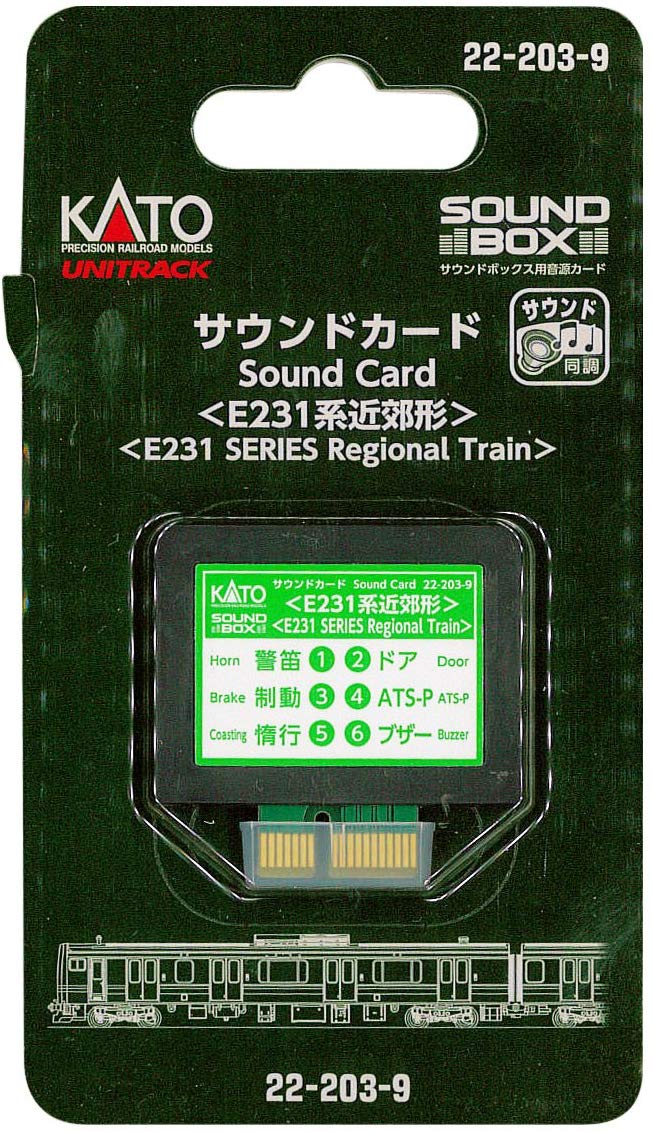 22-203-9
KATO
PRECISION RAILROAD MODELS
UNITRACK
SOUND
BOX
サウンドボックス用音源カード
サウンド
同調
サウンドカード
Sound Card
<E231系近郊形>
<E231 SERIES Regional Train>
KATO
PRECISION RAILROAD MODELS
サウンドカード Sound Card 22-203-9
<E231系近郊形>
SOUND
BOX
<E231 SERIES Regional Train>
Horn 警笛 1 2 ドア Door
Brake 制動 3 4 ATS-P ATS-P
Coasting 惰行 5 6 ブザー Buzzer
22-203-9